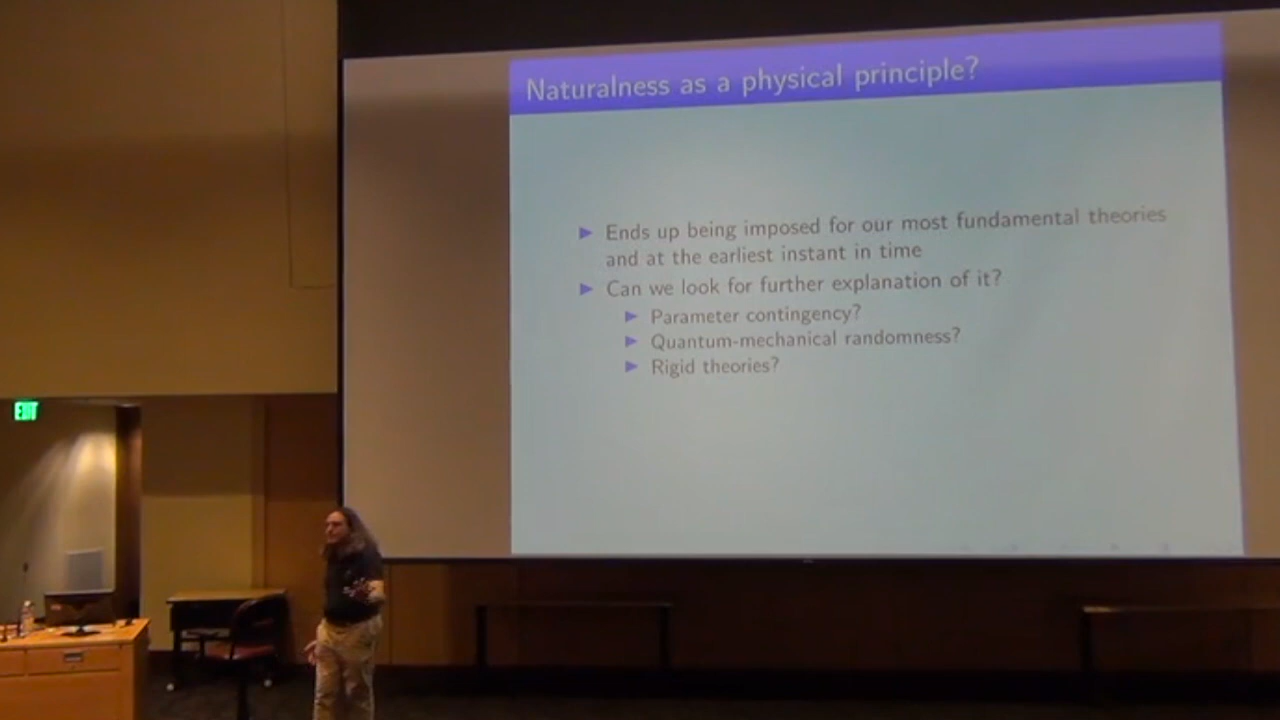 Naturalness as a physical principle?
Ends up being imposed for our most fundamental theories
and at the earliest instant in time
Can we look for further explanation of it?
Parameter contingency?
Quantum-mechanical randomness?
Rigid theories?
EXIT